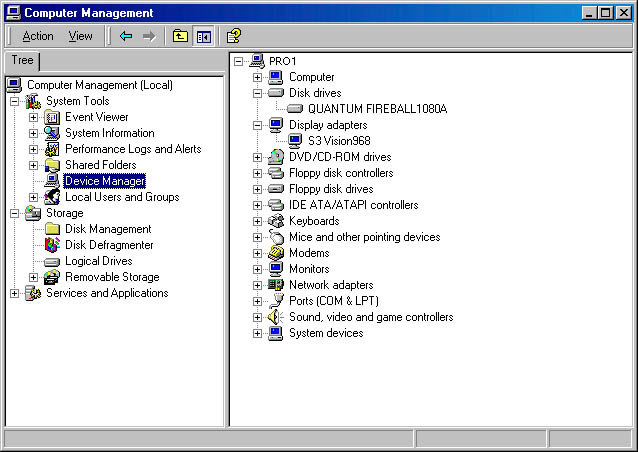 Computer Management
Action View
Tree
Computer Management (Local)
System Tools
Event Viewer
System Information
Performance Logs and Alerts
Shared Folders
Device Manager
Local Users and Groups
Storage
Disk Management
Disk Defragmenter
Logical Drives
Removable Storage
Services and Applications
PRO1
Computer
Disk drives
QUANTUM FIREBALL1080A
Display adapters
S3 Vision968
DVD/CD-ROM drives
Floppy disk controllers
Floppy disk drives
IDE ATA/ATAPI controllers
Keyboards
Mice and other pointing devices
Modems
Monitors
Network adapters
Ports (COM & LPT)
Sound, video and game controllers
System devices